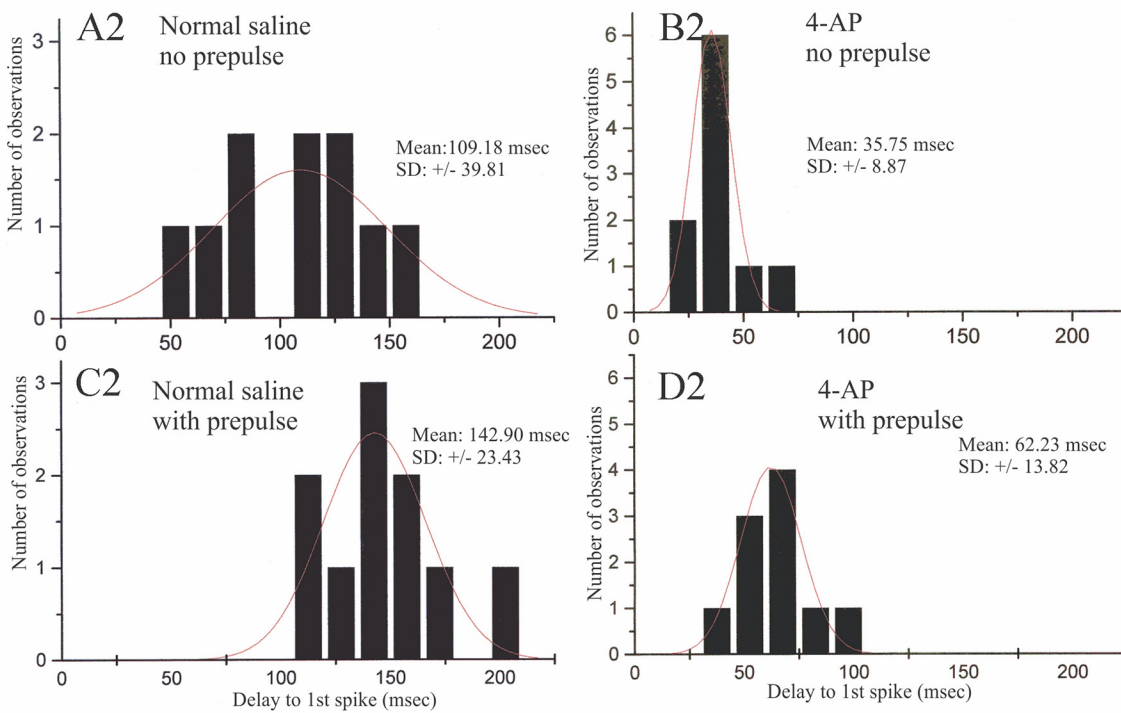 A2
Normal saline
no prepulse
Number of observations
3
2
1
0
Mean:109.18 msec
SD: +/- 39.81
0 50 100 150 200
B2
4-AP
no prepulse
Number of observations
6
5
4
3
2
1
0
Mean: 35.75 msec
SD: +/- 8.87
0 50 100 150 200
C2
Normal saline
with prepulse
Number of observations
3
2
1
0
Mean: 142.90 msec
SD: +/- 23.43
0 50 100 150 200
Delay to 1st spike (msec)
D2
4-AP
with prepulse
Number of observations
6
5
4
3
2
1
0
Mean: 62.23 msec
SD: +/- 13.82
0 50 100 150 200
Delay to 1st spike (msec)